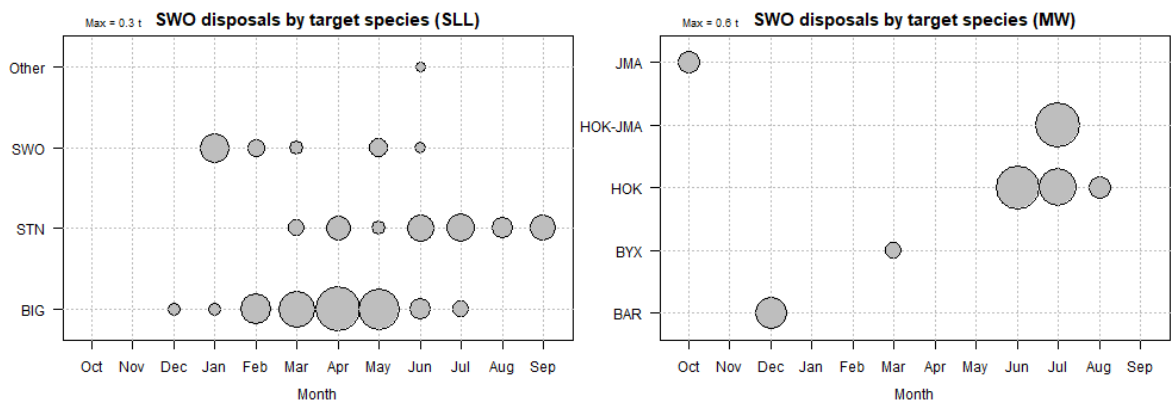 Max = 0.3 t SWO disposals by target species (SLL)
Other
SWO
STN
BIG
Oct Nov Dec Jan Feb Mar Apr May Jun Jul Aug Sep
Month
Max = 0.6 t SWO disposals by target species (MW)
JMA
HOK-JMA
HOK
BYX
BAR
Oct Nov Dec Jan Feb Mar Apr May Jun Jul Aug Sep
Month